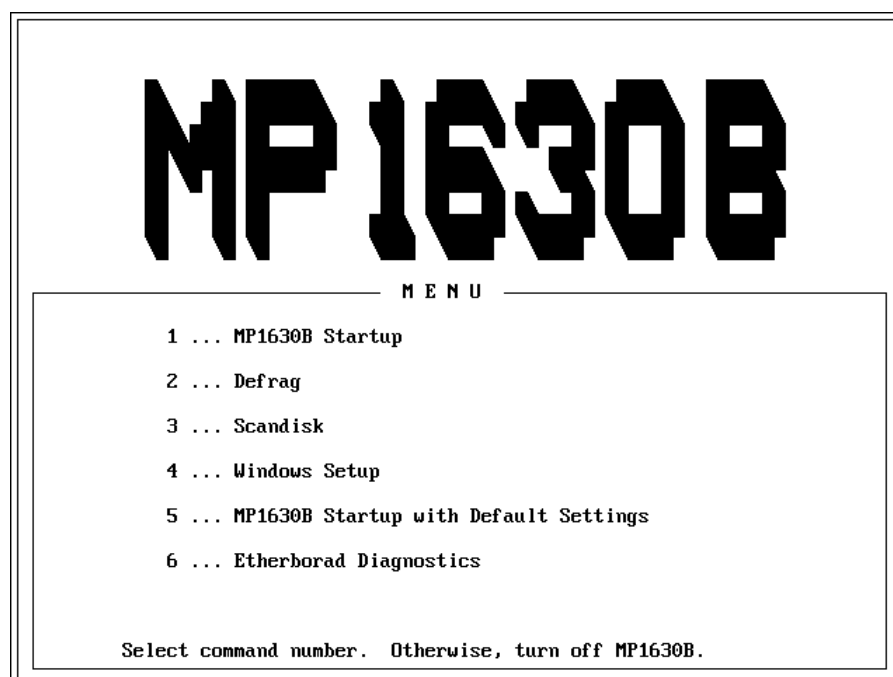 MP1630B
M E N U
1 ... MP1630B Startup
2 ... Defrag
3 ... Scandisk
4 ... Windows Setup
5 ... MP1630B Startup with Default Settings
6 ... Etherborad Diagnostics
Select command number.  Otherwise, turn off MP1630B.